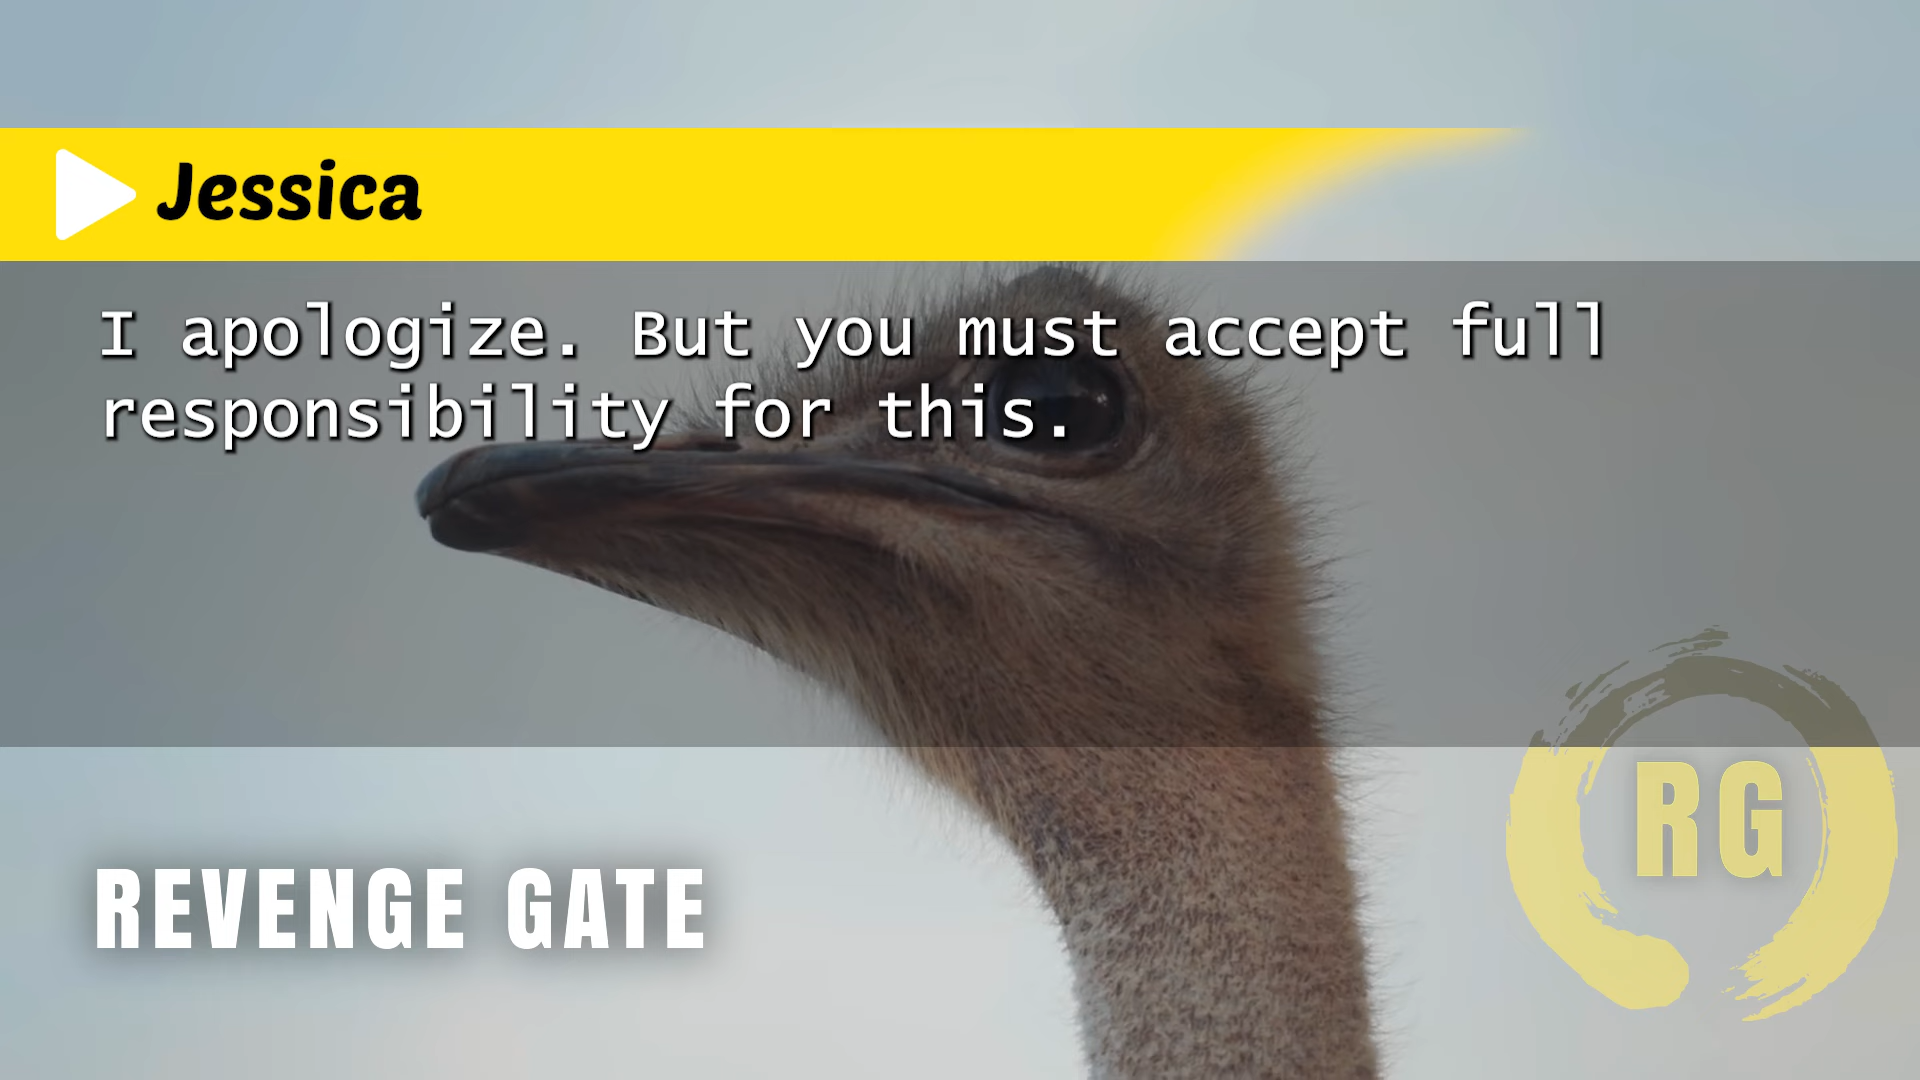 Jessica
I apologize. But you must accept full
responsibility for this.
RG
REVENGE GATE